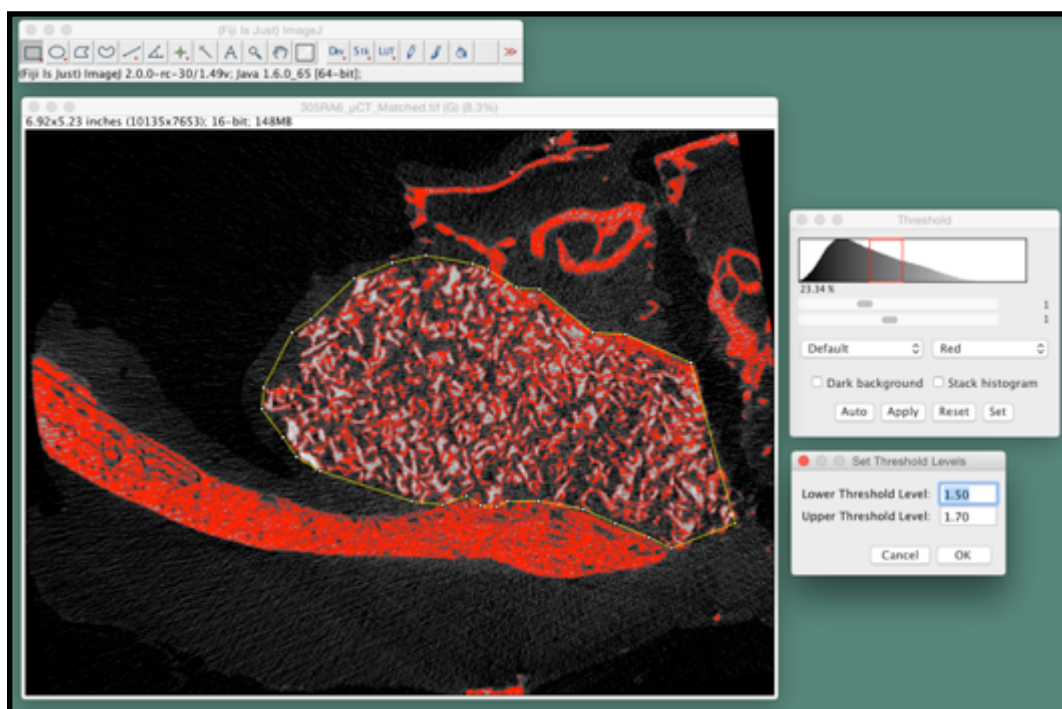 (Fiji Is Just) ImageJ
Dev Stk LUT
(Fiji Is Just) ImageJ 2.0.0-rc-30/1.49v; Java 1.6.0_65 [64-bit];
305RA6_µCT_Matched.tif (G) (8.3%)
6.92x5.23 inches (10135x7653); 16-bit; 148MB
Threshold
23.34 %
1
1
Default Red
Dark background Stack histogram
Auto Apply Reset Set
Set Threshold Levels
Lower Threshold Level: 1.50
Upper Threshold Level: 1.70
Cancel OK